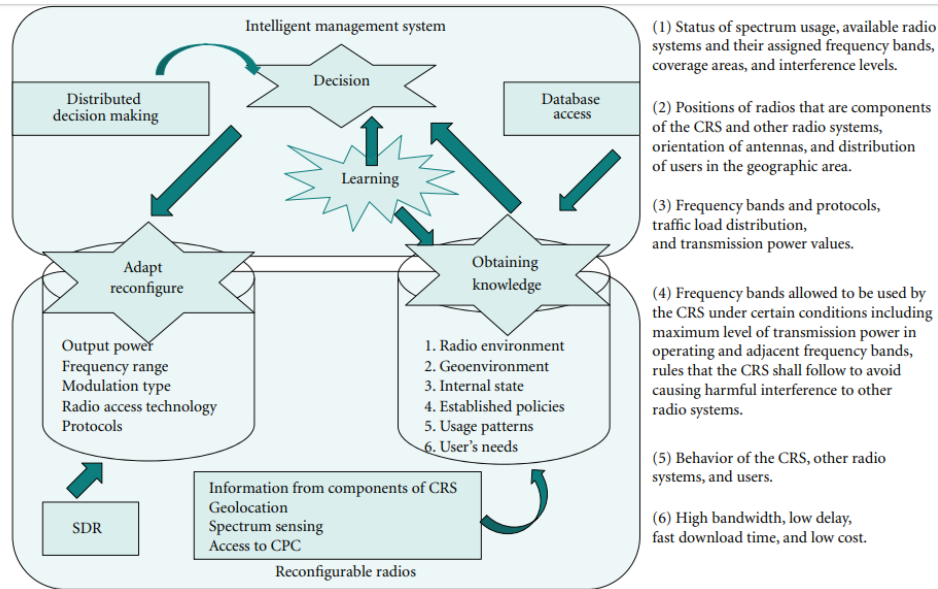 Intelligent management system
Decision
Distributed
decision making
Database
access
Learning
Adapt
reconfigure
Obtaining
knowledge
Output power
Frequency range
Modulation type
Radio access technology
Protocols
1. Radio environment
2. Geoenvironment
3. Internal state
4. Established policies
5. Usage patterns
6. User's needs
SDR
Information from components of CRS
Geolocation
Spectrum sensing
Access to CPC
Reconfigurable radios
(1) Status of spectrum usage, available radio
systems and their assigned frequency bands,
coverage areas, and interference levels.
(2) Positions of radios that are components
of the CRS and other radio systems,
orientation of antennas, and distribution
of users in the geographic area.
(3) Frequency bands and protocols,
traffic load distribution,
and transmission power values.
(4) Frequency bands allowed to be used by
the CRS under certain conditions including
maximum level of transmission power in
operating and adjacent frequency bands,
rules that the CRS shall follow to avoid
causing harmful interference to other
radio systems.
(5) Behavior of the CRS, other radio
systems, and users.
(6) High bandwidth, low delay,
fast download time, and low cost.